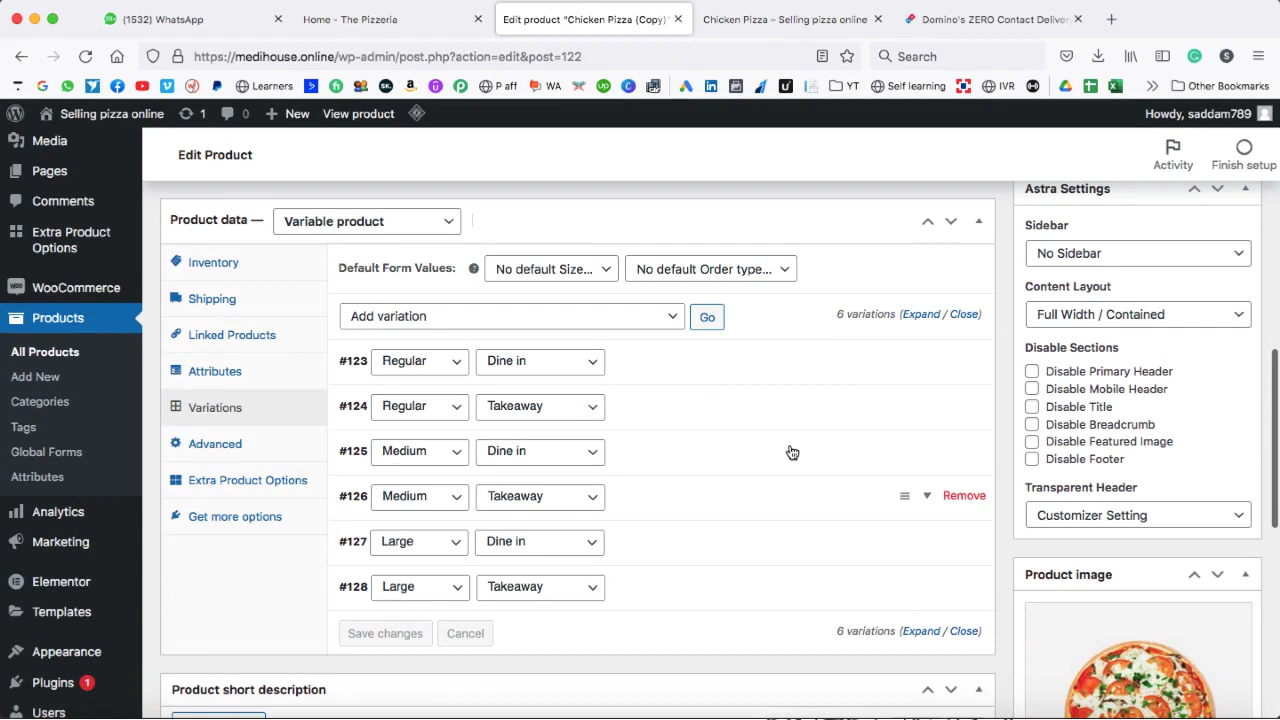 (1532) WhatsApp
Home - The Pizzeria
Edit product "Chicken Pizza (Copy)"
Chicken Pizza – Selling pizza online
Domino's ZERO Contact Delivery
https://medihouse.online/wp-admin/post.php?action=edit&post=122
Search
Learners
P aff
WA
YT
Self learning
IVR
Other Bookmarks
Selling pizza online
1
0
New
View product
Howdy, saddam789
Media
Pages
Comments
Extra Product
Options
WooCommerce
Products
All Products
Add New
Categories
Tags
Global Forms
Attributes
Analytics
Marketing
Elementor
Templates
Appearance
Plugins 1
Users
Edit Product
Activity
Finish setup
Product data —
Variable product
Inventory
Shipping
Linked Products
Attributes
Variations
Advanced
Extra Product Options
Get more options
Default Form Values:
No default Size...
No default Order type...
Add variation
Go
6 variations (Expand / Close)
#123 Regular Dine in
#124 Regular Takeaway
#125 Medium Dine in
#126 Medium Takeaway
Remove
#127 Large Dine in
#128 Large Takeaway
Save changes
Cancel
6 variations (Expand / Close)
Product short description
Astra Settings
Sidebar
No Sidebar
Content Layout
Full Width / Contained
Disable Sections
Disable Primary Header
Disable Mobile Header
Disable Title
Disable Breadcrumb
Disable Featured Image
Disable Footer
Transparent Header
Customizer Setting
Product image